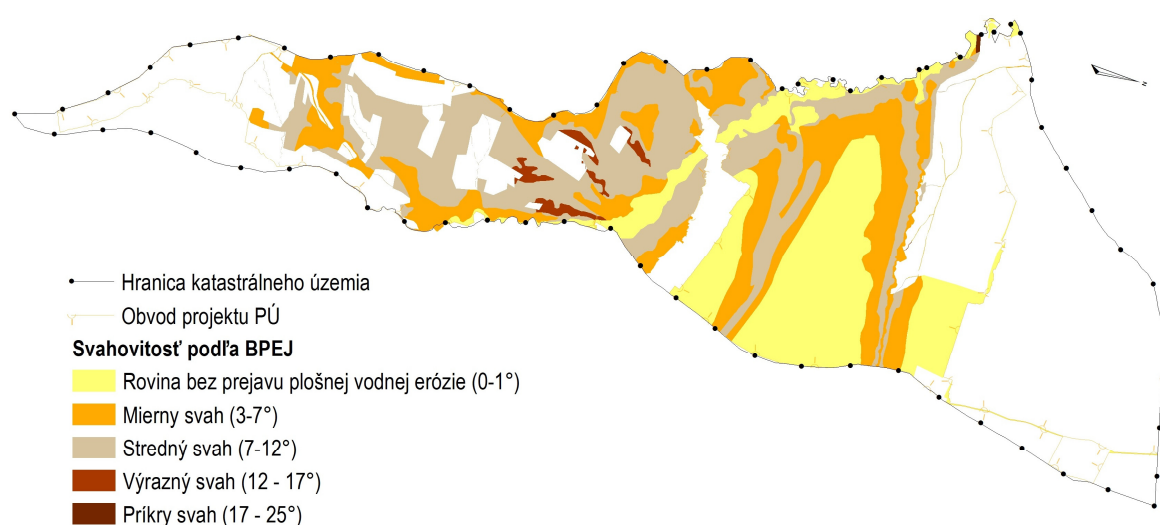 N
Hranica katastrálneho územia
Obvod projektu PÚ
Svahovitosť podľa BPEJ
Rovina bez prejavu plošnej vodnej erózie (0-1°)
Mierny svah (3-7°)
Stredný svah (7-12°)
Výrazný svah (12 - 17°)
Príkry svah (17 - 25°)